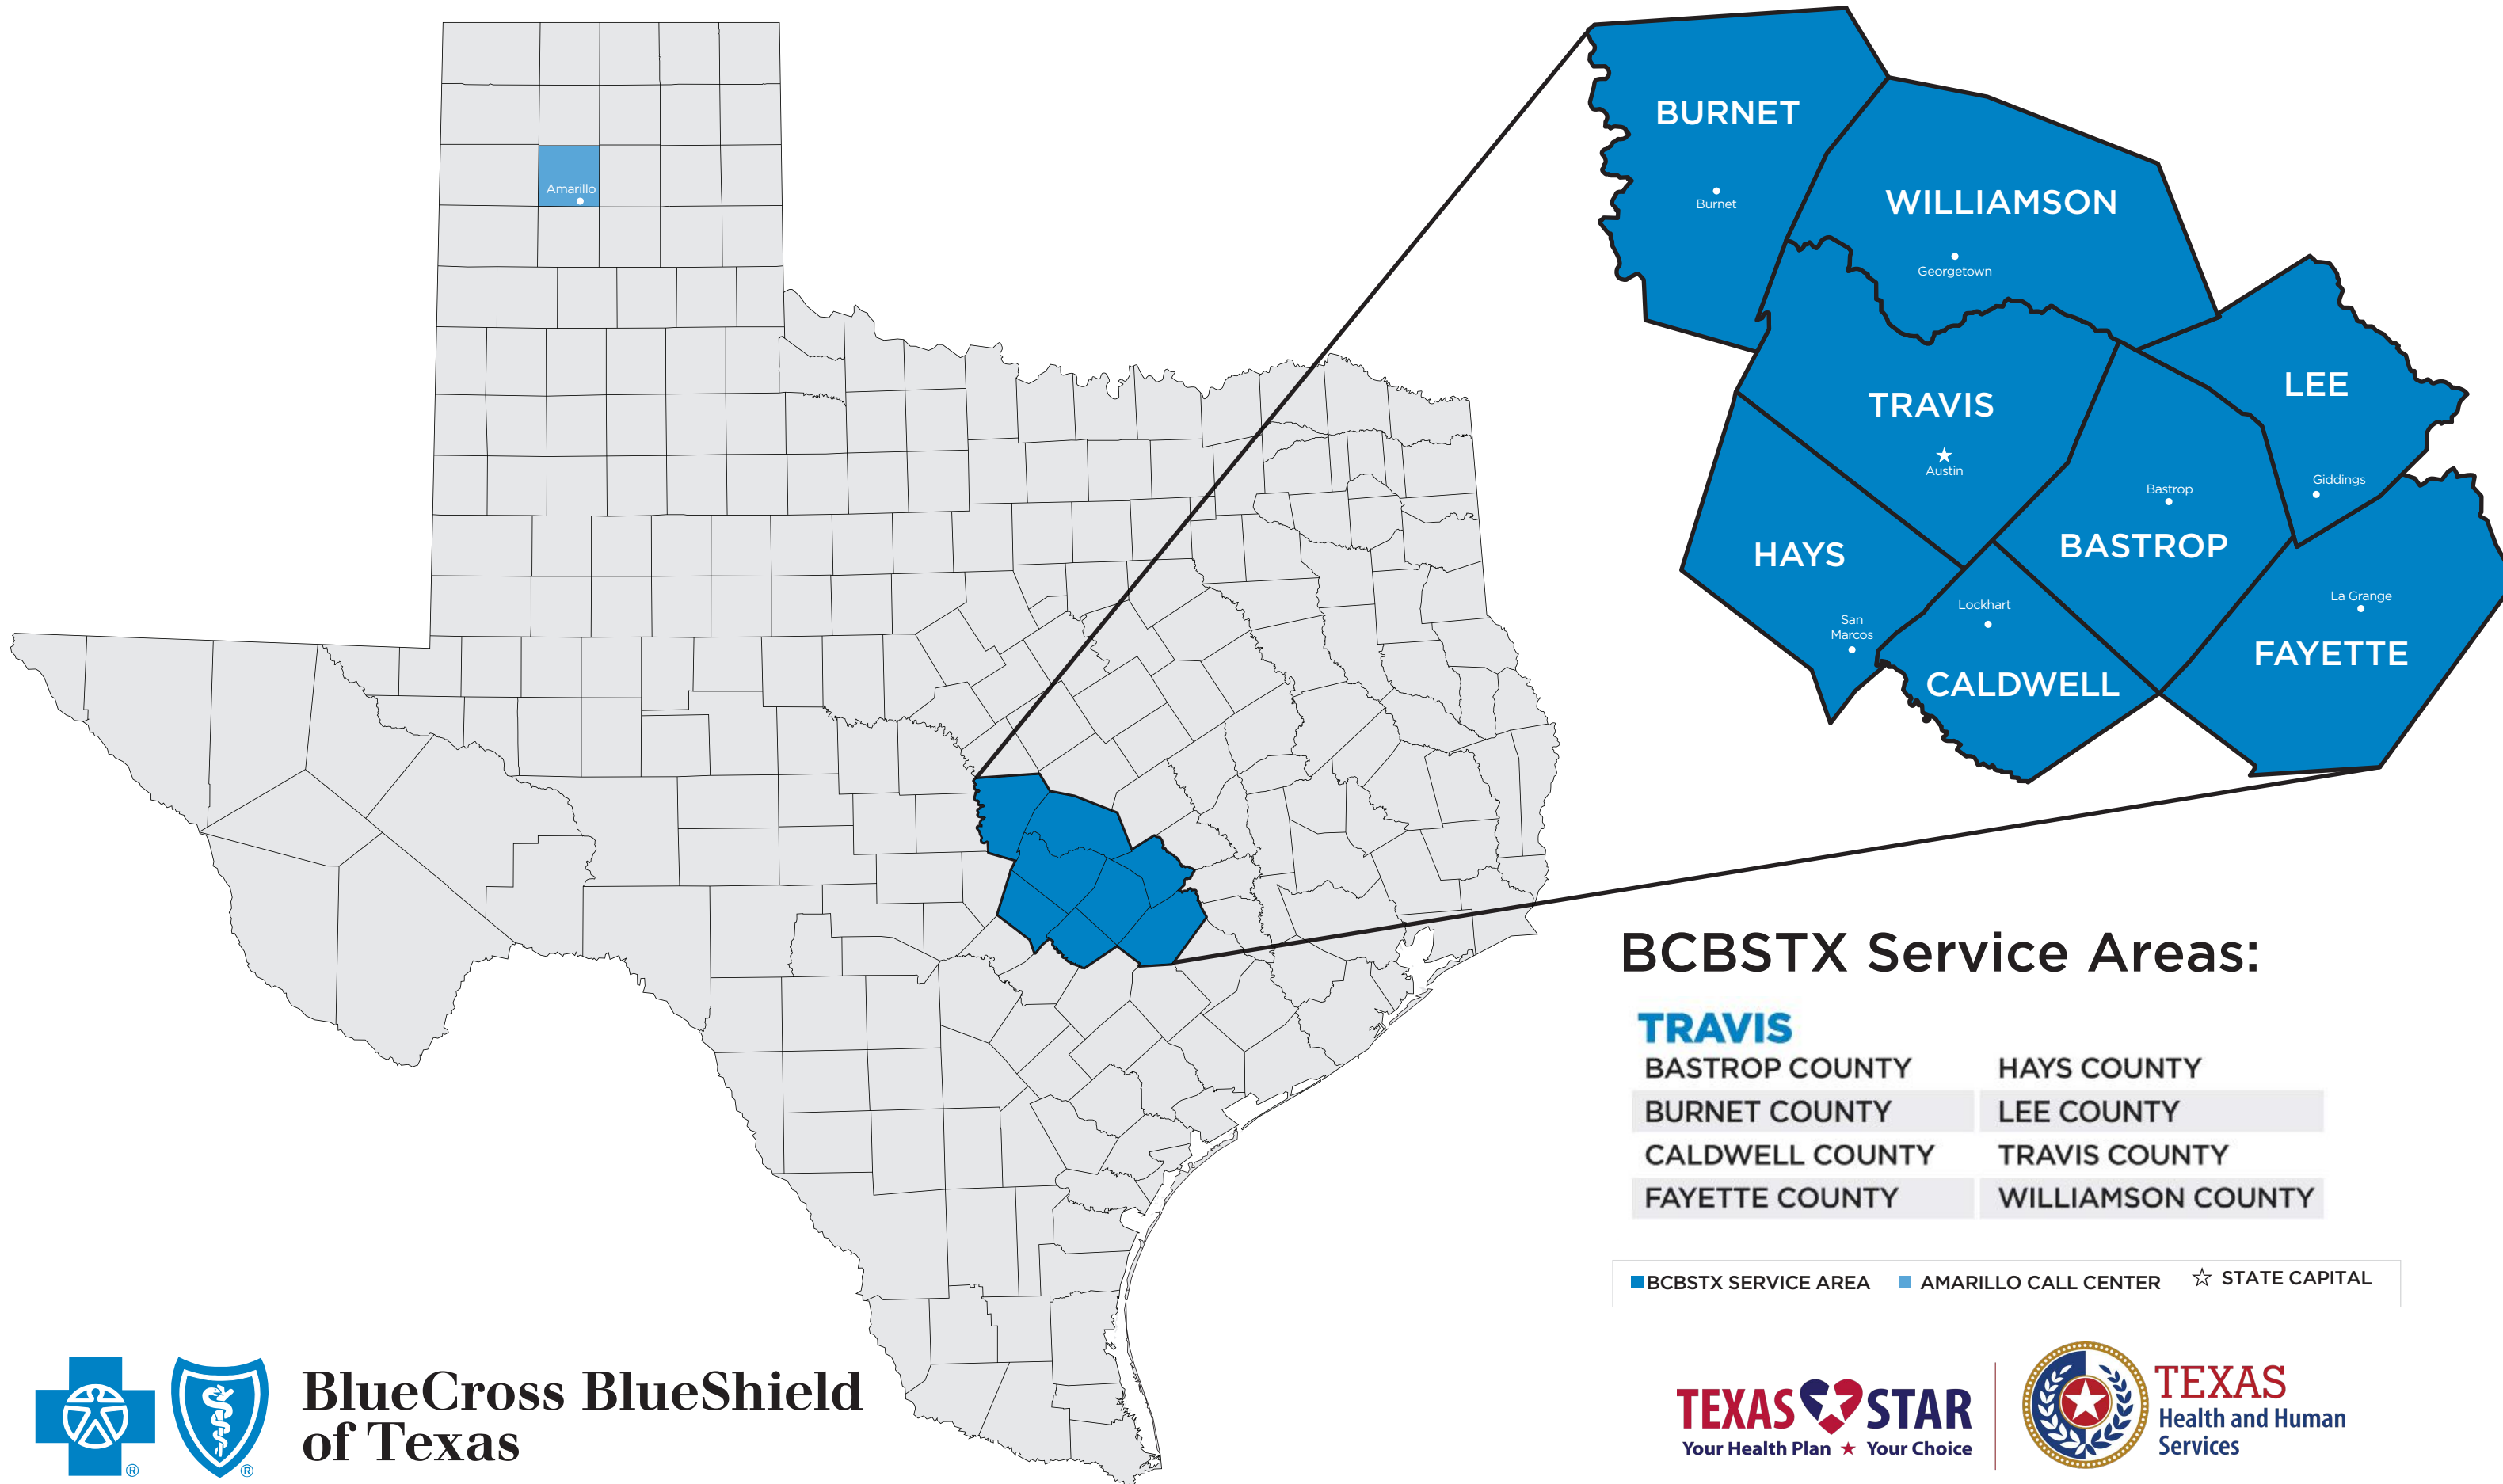 Amarillo
BURNET
Burnet
WILLIAMSON
Georgetown
LEE
Giddings
TRAVIS
Austin
Bastrop
BASTROP
HAYS
San
Marcos
Lockhart
CALDWELL
La Grange
FAYETTE
BCBSTX Service Areas:
TRAVIS
BASTROP COUNTY HAYS COUNTY
BURNET COUNTY LEE COUNTY
CALDWELL COUNTY TRAVIS COUNTY
FAYETTE COUNTY WILLIAMSON COUNTY
BCBSTX SERVICE AREA AMARILLO CALL CENTER STATE CAPITAL
® ®
BlueCross BlueShield
of Texas
TEXAS STAR
Your Health Plan ★ Your Choice
TEXAS
Health and Human
Services